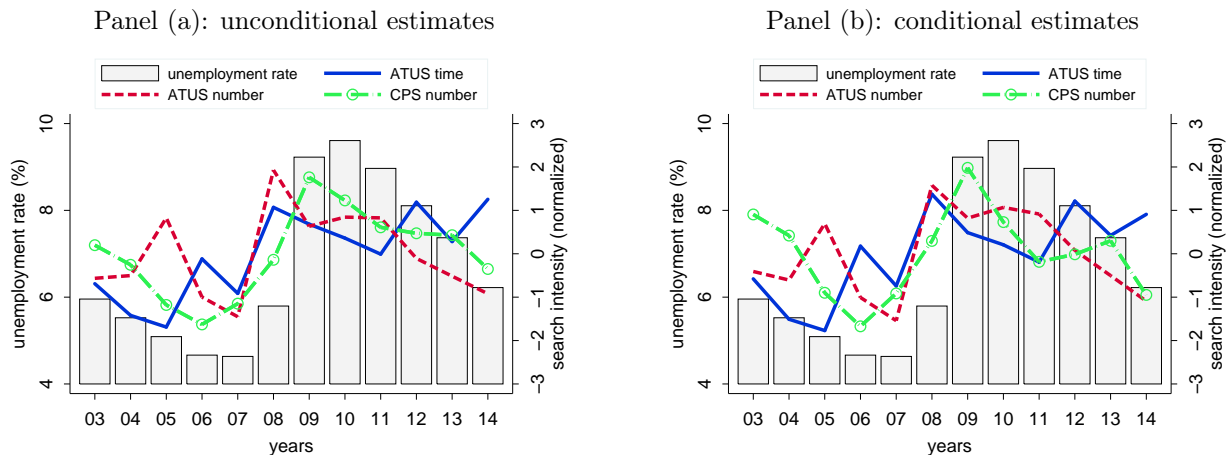 Panel (a): unconditional estimates
unemployment rate
ATUS time
ATUS number
CPS number
10
8
6
4
unemployment rate (%)
3
2
1
0
−1
−2
−3
search intensity (normalized)
03 04 05 06 07 08 09 10 11 12 13 14
years
Panel (b): conditional estimates
unemployment rate
ATUS time
ATUS number
CPS number
10
8
6
4
unemployment rate (%)
3
2
1
0
−1
−2
−3
search intensity (normalized)
03 04 05 06 07 08 09 10 11 12 13 14
years